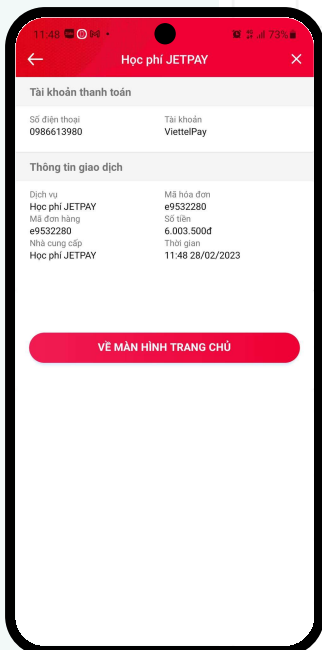 11:48 73%
Học phí JETPAY
Tài khoản thanh toán
Số điện thoại Tài khoản
0986613980 ViettelPay
Thông tin giao dịch
Dịch vụ Mã hóa đơn
Học phí JETPAY e9532280
Mã đơn hàng Số tiền
e9532280 6.003.500đ
Nhà cung cấp Thời gian
Học phí JETPAY 11:48 28/02/2023
VỀ MÀN HÌNH TRANG CHỦ